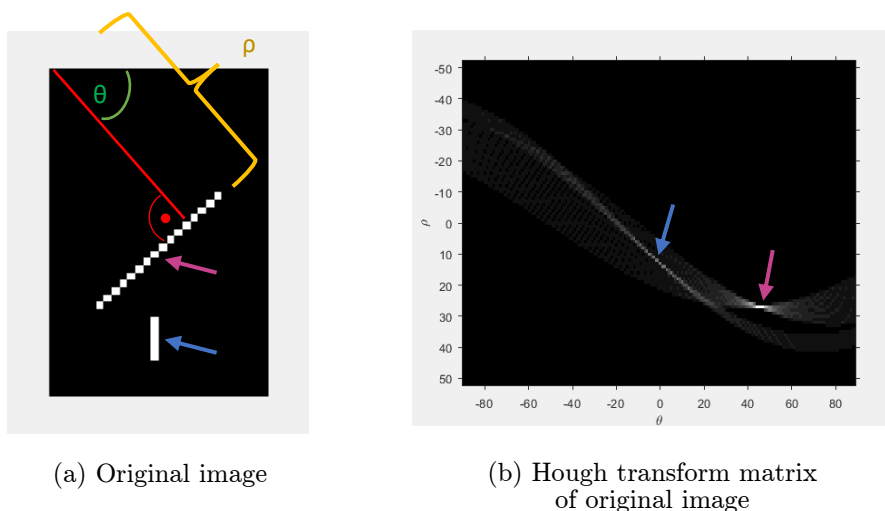 ρ
θ
-50
-40
-30
-20
-10
0
10
20
30
40
50
ρ
-80 -60 -40 -20 0 20 40 60 80
θ
(a) Original image
(b) Hough transform matrix
of original image